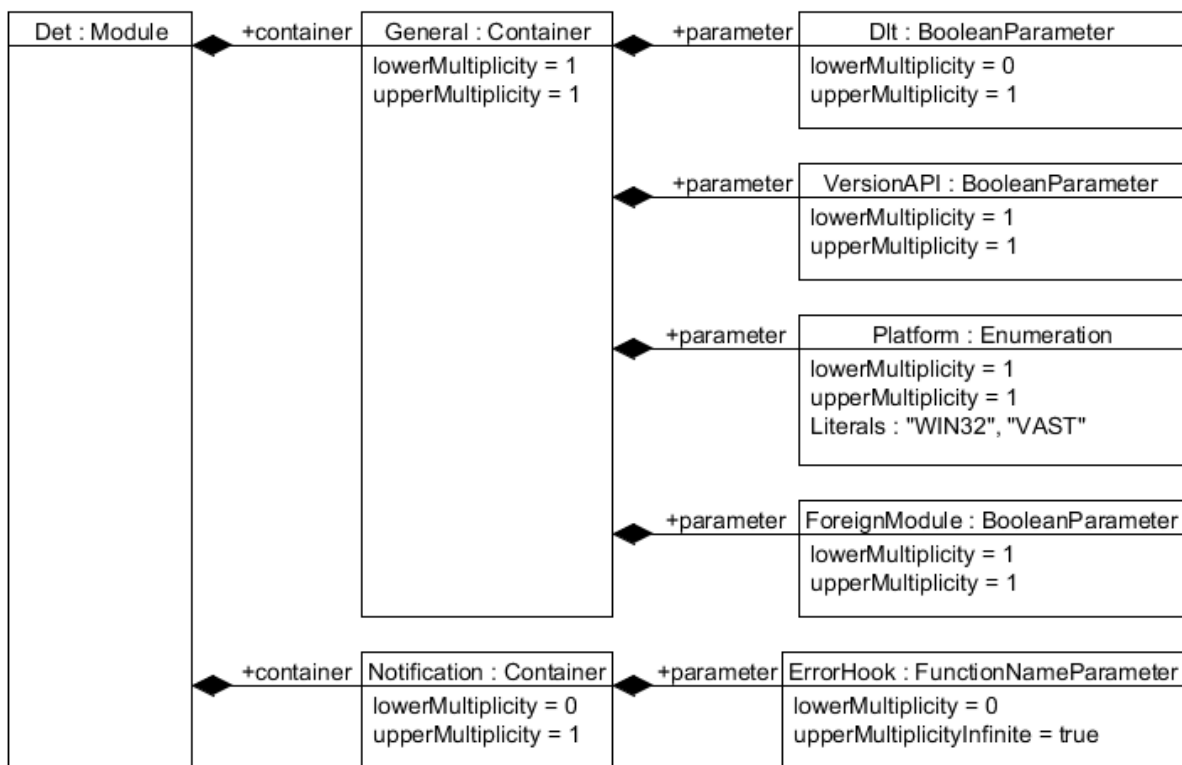 Det : Module
+container
General : Container
lowerMultiplicity = 1
upperMultiplicity = 1
+parameter
Dlt : BooleanParameter
lowerMultiplicity = 0
upperMultiplicity = 1
+parameter
VersionAPI : BooleanParameter
lowerMultiplicity = 1
upperMultiplicity = 1
+parameter
Platform : Enumeration
lowerMultiplicity = 1
upperMultiplicity = 1
Literals : "WIN32", "VAST"
+parameter
ForeignModule : BooleanParameter
lowerMultiplicity = 1
upperMultiplicity = 1
+container
Notification : Container
lowerMultiplicity = 0
upperMultiplicity = 1
+parameter
ErrorHook : FunctionNameParameter
lowerMultiplicity = 0
upperMultiplicityInfinite = true